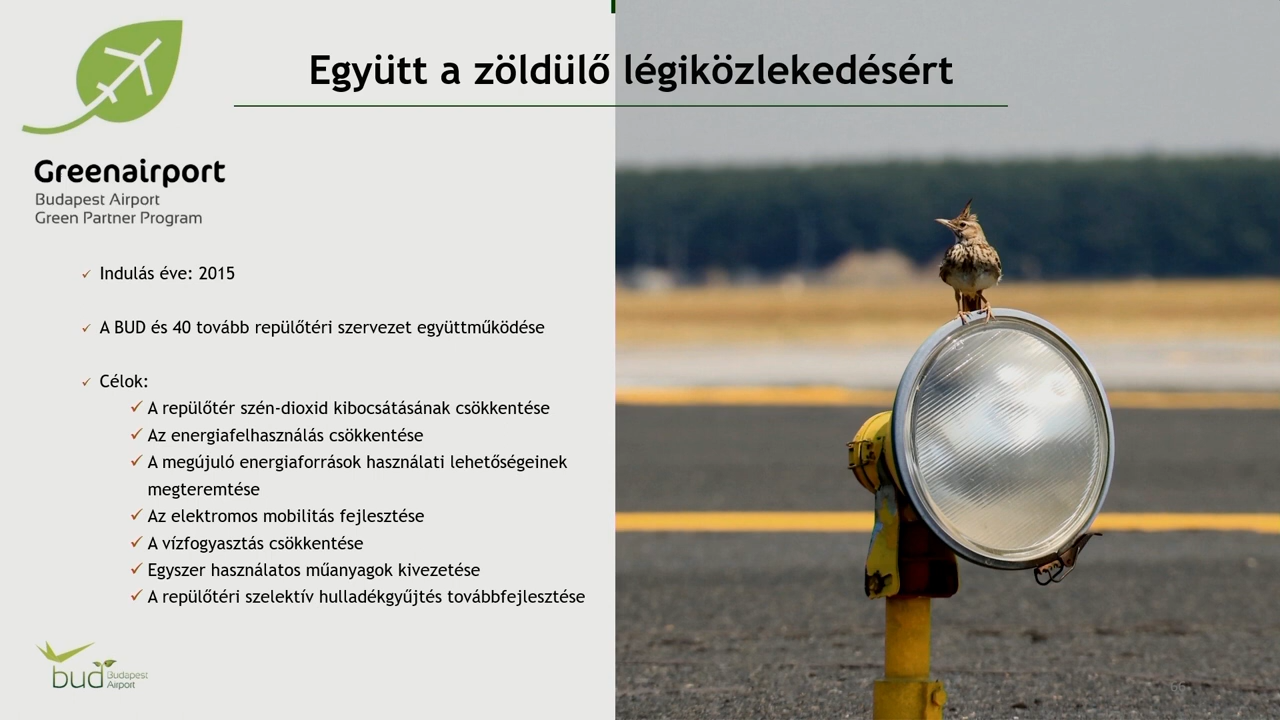 Együtt a zöldülő légiközlekedésért
Greenairport
Budapest Airport
Green Partner Program
Indulás éve: 2015
A BUD és 40 tovább repülőtéri szervezet együttműködése
Célok:
A repülőtér szén-dioxid kibocsátásának csökkentése
Az energiafelhasználás csökkentése
A megújuló energiaforrások használati lehetőségeinek
megteremtése
Az elektromos mobilitás fejlesztése
A vízfogyasztás csökkentése
Egyszer használatos műanyagok kivezetése
A repülőtéri szelektív hulladékgyűjtés továbbfejlesztése
bud Budapest
Airport